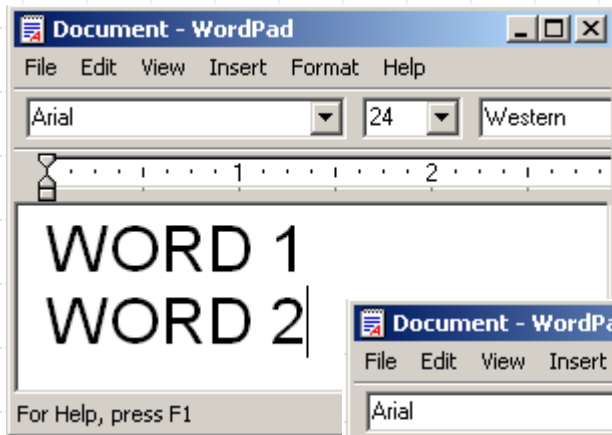 Document - WordPad
File Edit View Insert Format Help
Arial 24 Western
1 2
WORD 1
WORD 2
For Help, press F1
Document -
File Edit View Insert
Arial